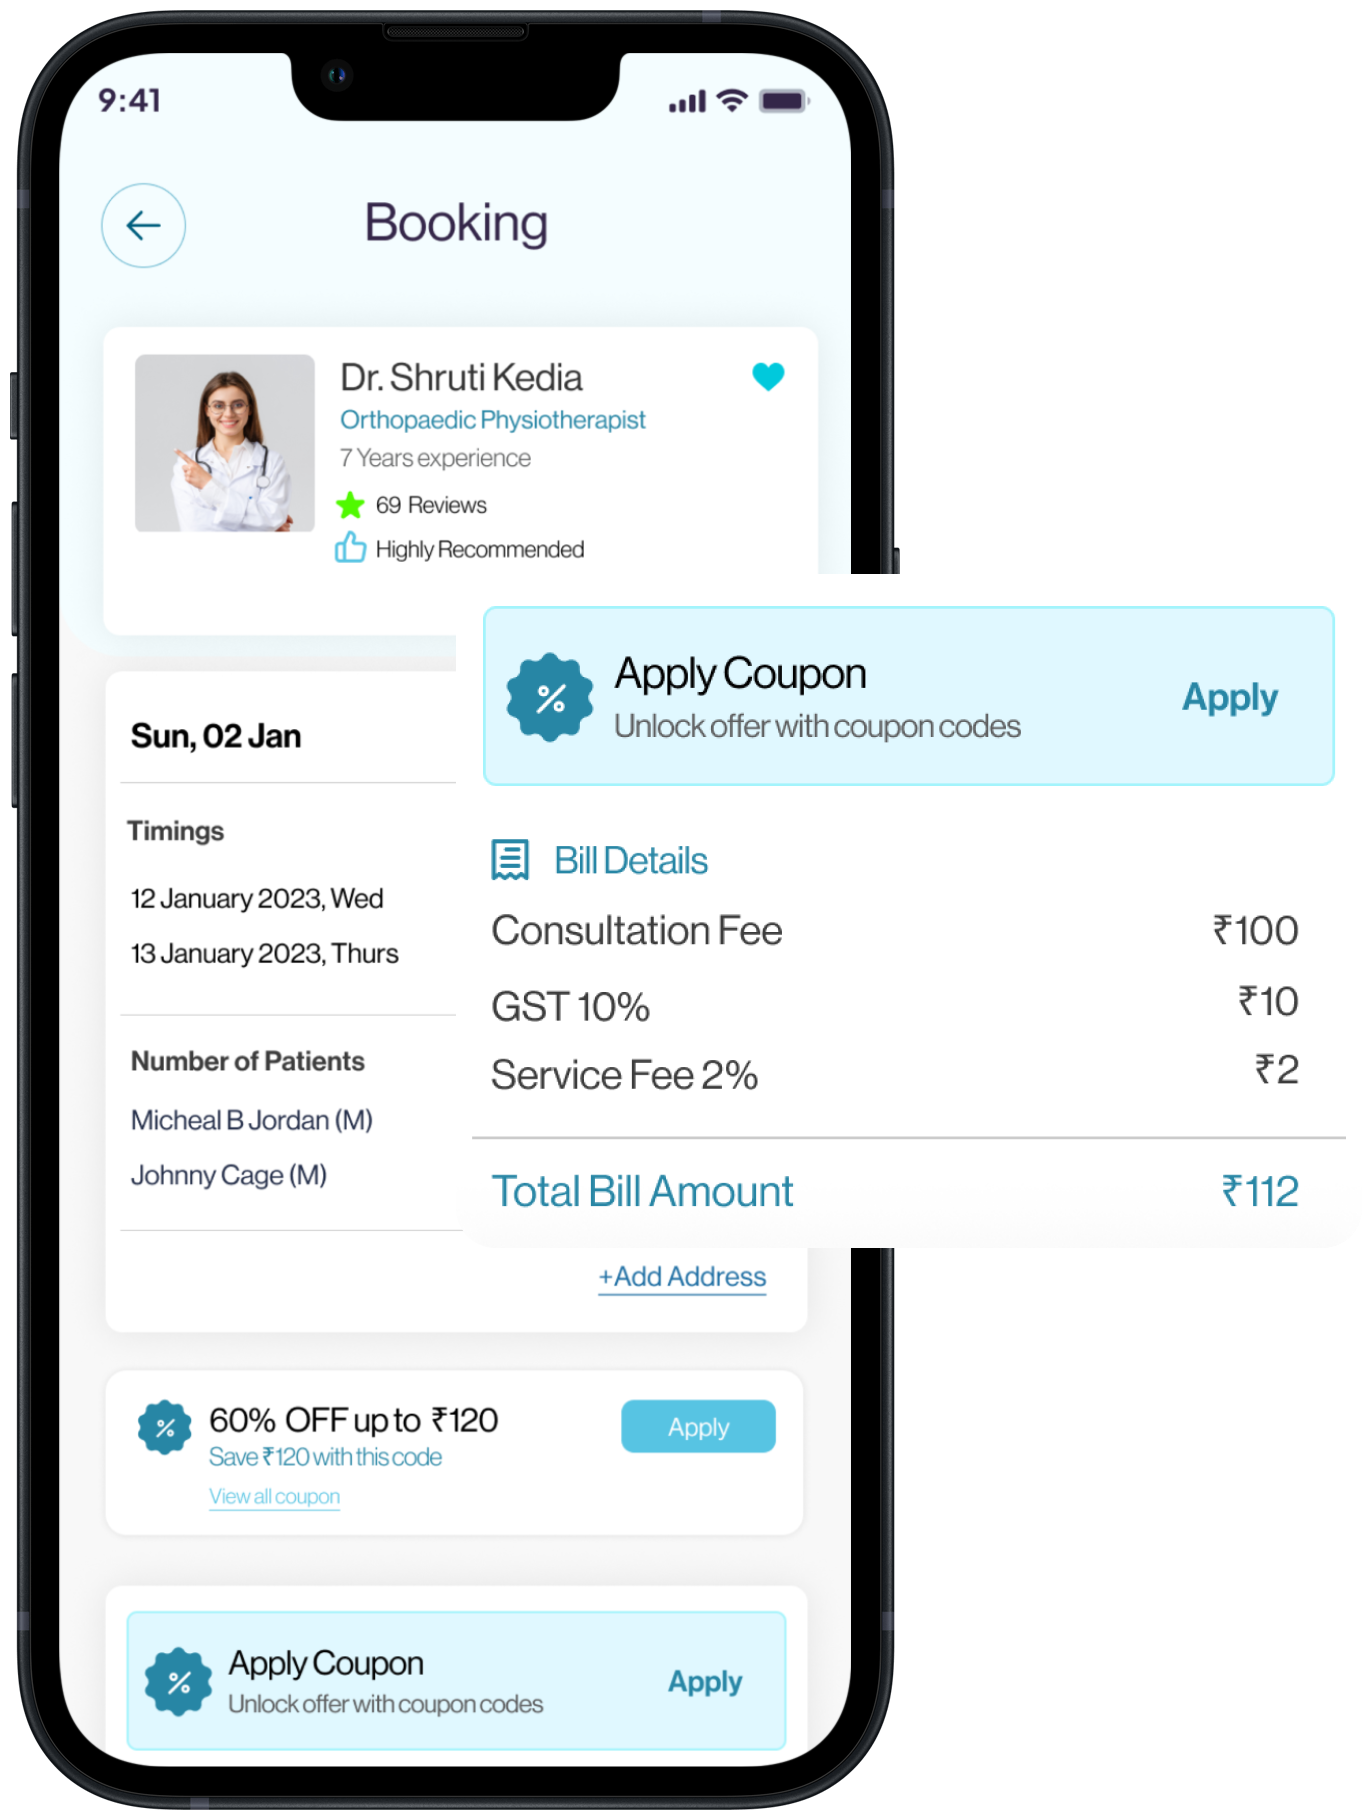 9:41
Booking
Dr. Shruti Kedia
Orthopaedic Physiotherapist
7 Years experience
69 Reviews
Highly Recommended
Apply Coupon
Unlock offer with coupon codes
Apply
Sun, 02 Jan
Timings
12 January 2023, Wed
13 January 2023, Thurs
Number of Patients
Micheal B Jordan (M)
Johnny Cage (M)
Bill Details
Consultation Fee ₹100
GST 10% ₹10
Service Fee 2% ₹2
Total Bill Amount ₹112
+Add Address
60% OFF up to ₹120
Save ₹120 with this code
View all coupon
Apply
Apply Coupon
Unlock offer with coupon codes
Apply